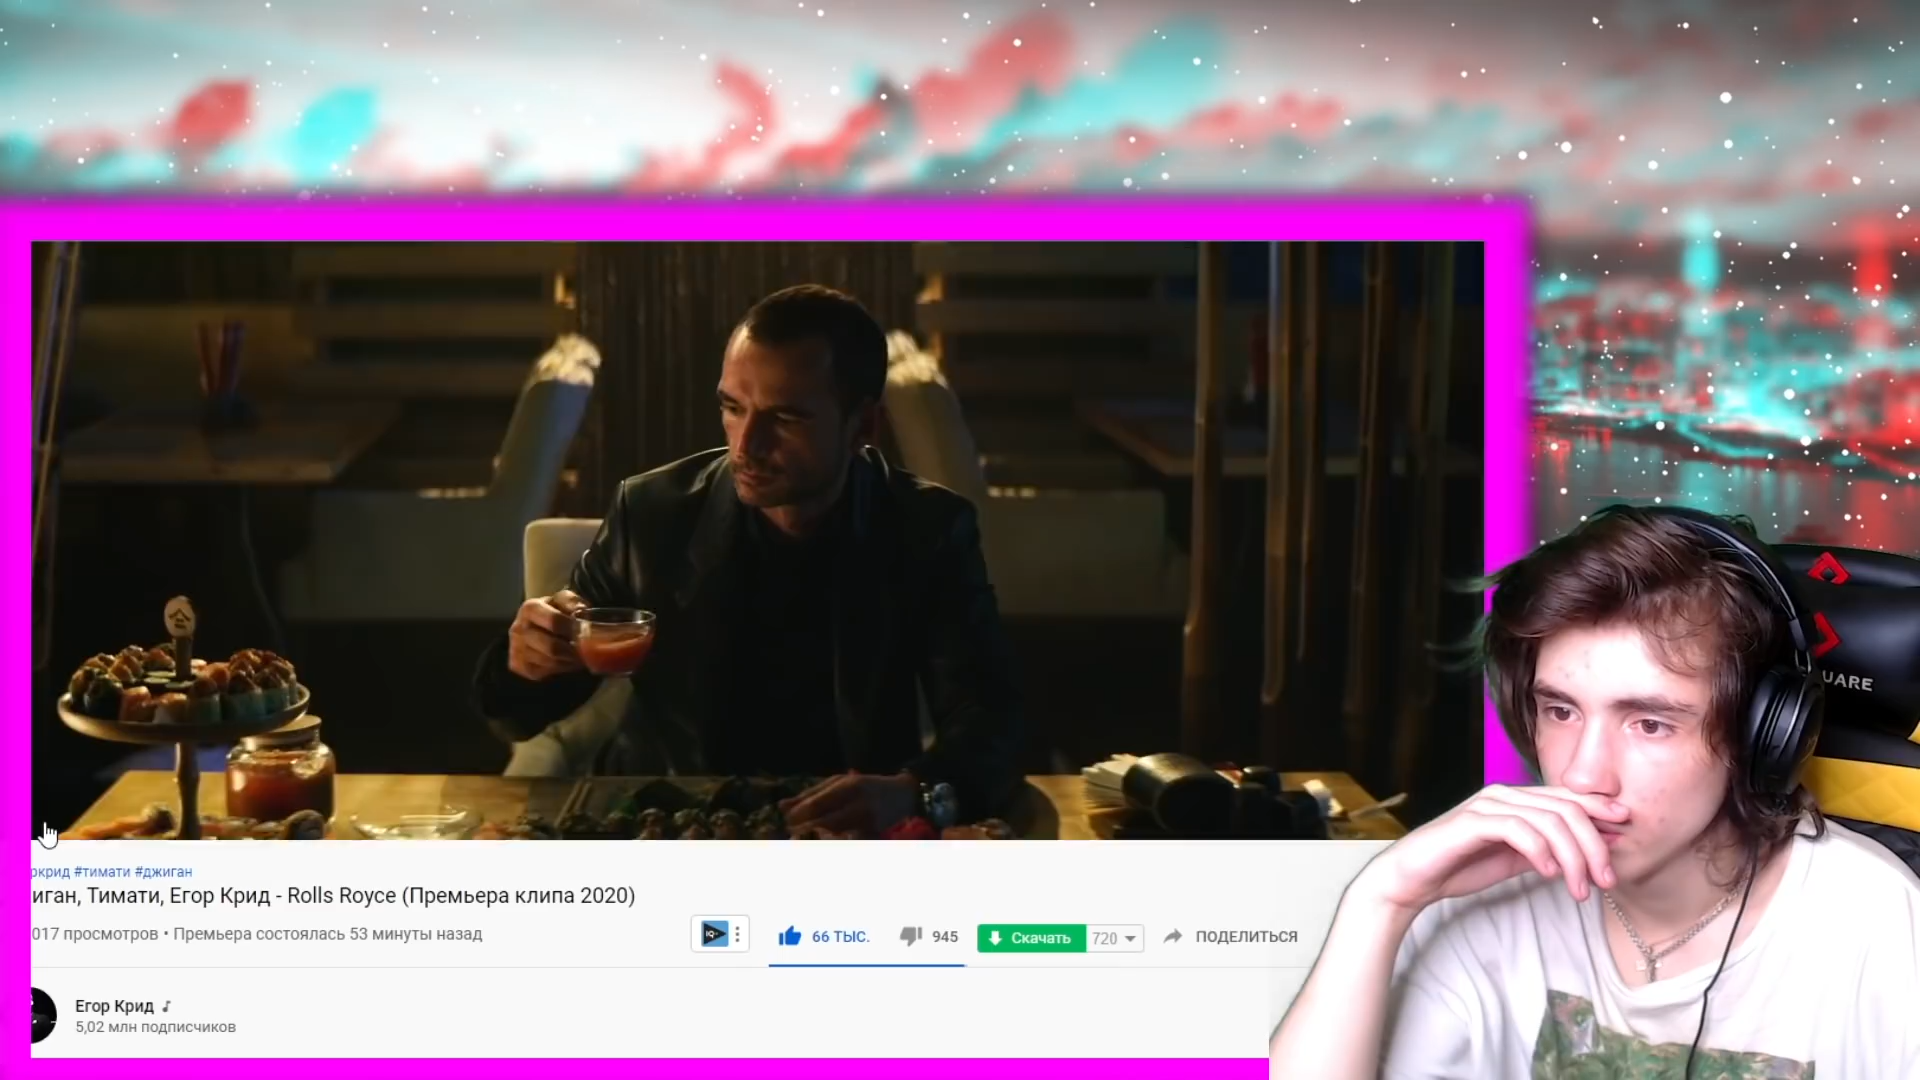 UARE
ркрид #тимати #джиган
иган, Тимати, Егор Крид - Rolls Royce (Премьера клипа 2020)
017 просмотров • Премьера состоялась 53 минуты назад
66 ТЫС.
945
Скачать
720
ПОДЕЛИТЬСЯ
Егор Крид
5,02 млн подписчиков